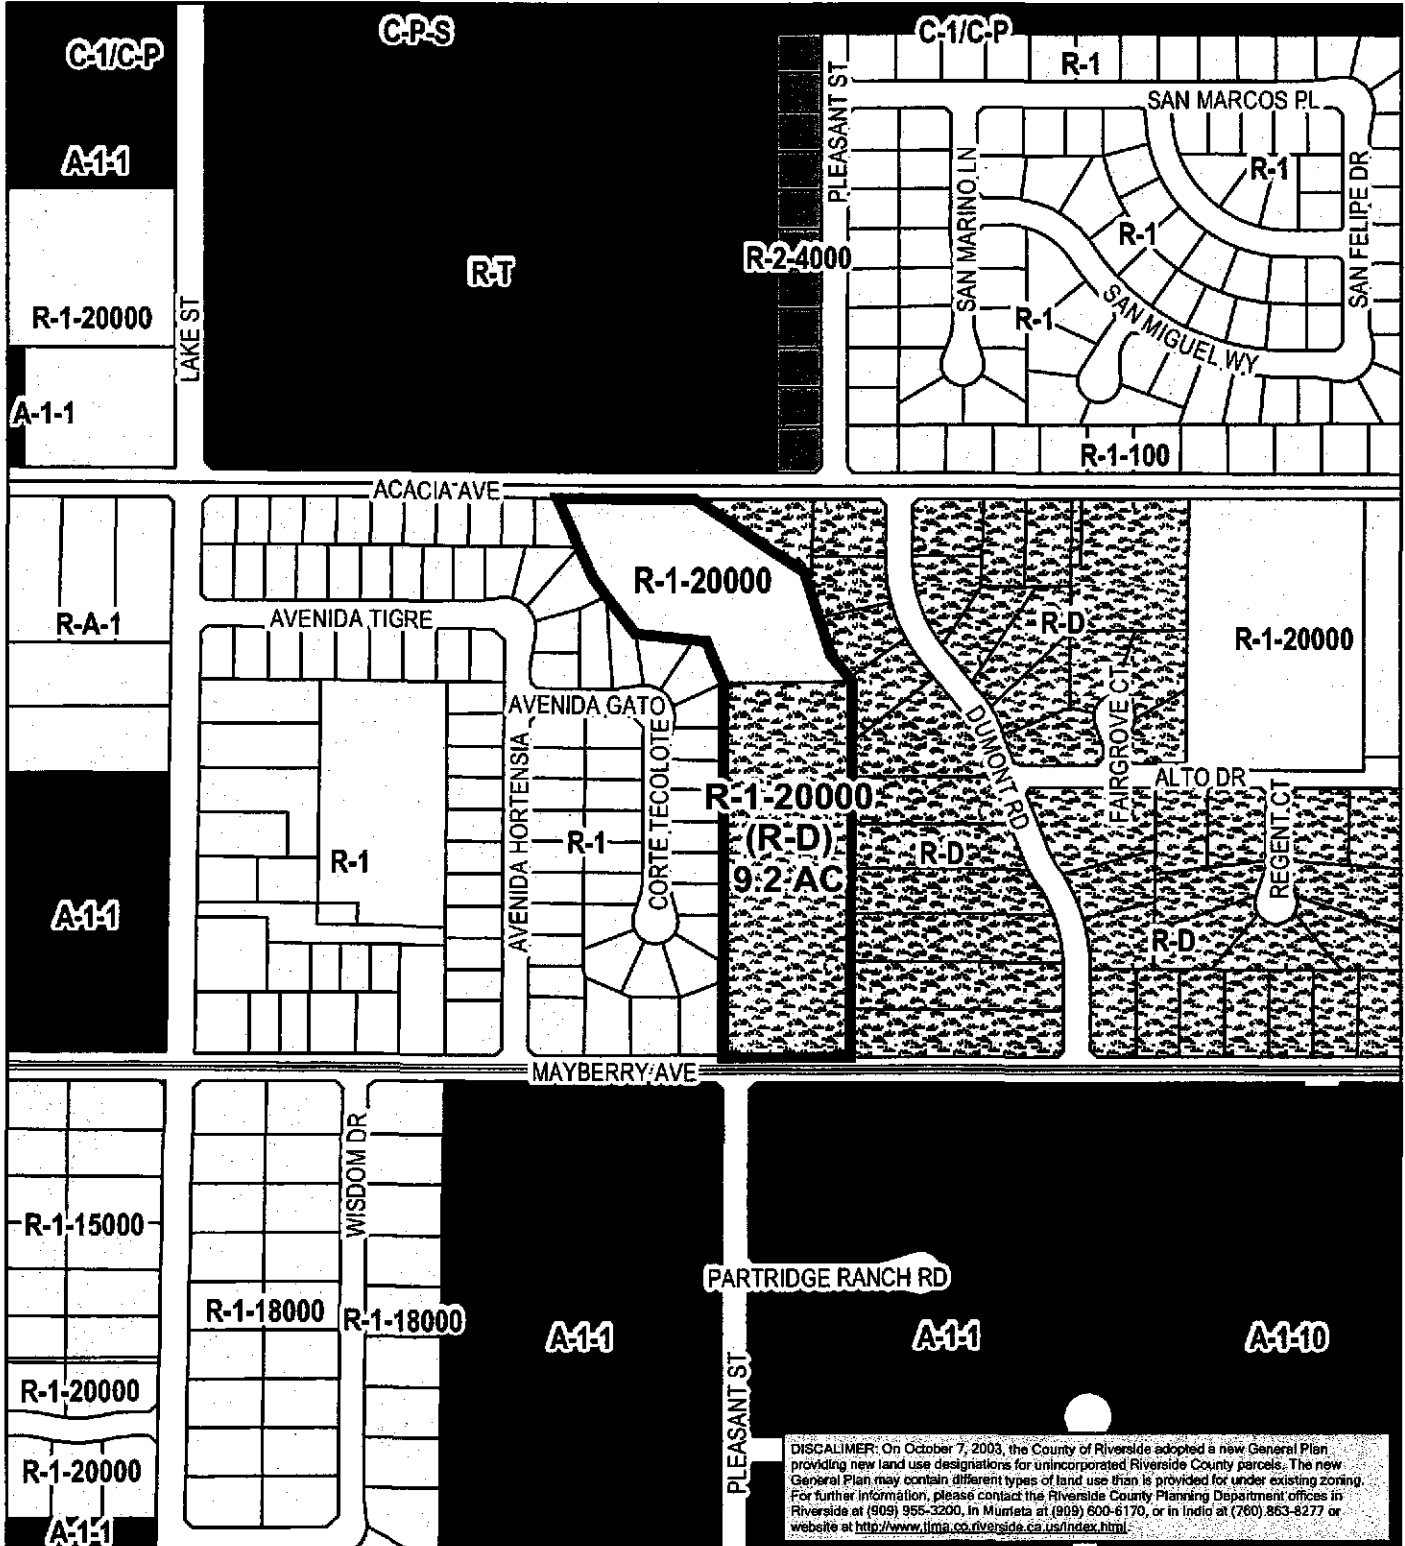 C-1/C-P
C-P-S
C-1/C-P
R-1
PLEASANT ST
SAN MARCOS PL
A-1-1
R-1
SAN MARINO LN
SAN FELIPE DR
R-1
R-2-4000
R-T
R-1-20000
LAKE ST
R-1
SAN MIGUEL WY
A-1-1
R-1-100
ACACIA AVE
R-1-20000
R-A-1
AVENIDA TIGRE
R-D
R-1-20000
AVENIDA GATO
DUMONT RD
FAIRGROVE CT
ALTO DR
AVENIDA HORTENSIA
CORTE TECOLOTE
R-1-20000
(R-D)
9.2 AC
REGENT CT
R-1
R-1
R-D
A-1-1
R-D
MAYBERRY AVE
WISDOM DR
R-1-15000
PARTRIDGE RANCH RD
R-1-18000
R-1-18000
A-1-1
A-1-1
A-1-10
R-1-20000
PLEASANT ST
R-1-20000
A-1-1
DISCALIMER: On October 7, 2003, the County of Riverside adopted a new General Plan
providing new land use designations for unincorporated Riverside County parcels. The new
General Plan may contain different types of land use than is provided for under existing zoning.
For further information, please contact the Riverside County Planning Department offices in
Riverside at (909) 955-3200, in Murrieta at (909) 600-6170, or in Indio at (760) 863-8277 or
website at http://www.tlma.co.riverside.ca.us/index.html